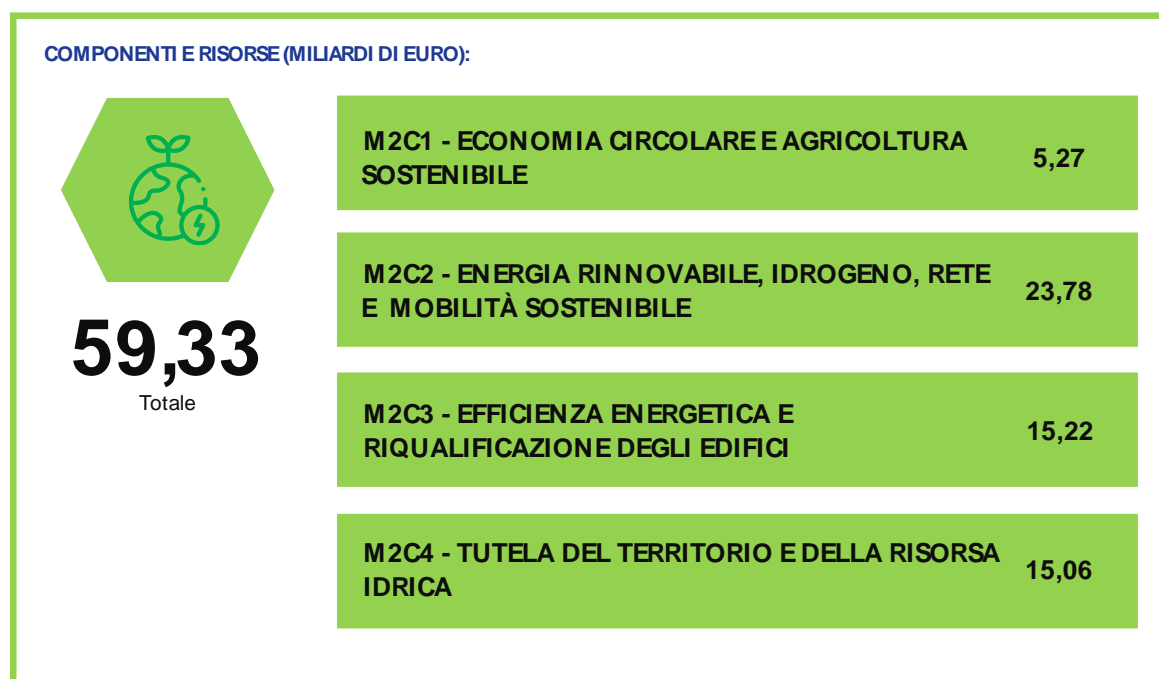 COMPONENTI E RISORSE (MILIARDI DI EURO):
M2C1 - ECONOMIA CIRCOLARE E AGRICOLTURA
SOSTENIBILE
5,27
M2C2 - ENERGIA RINNOVABILE, IDROGENO, RETE
E MOBILITÀ SOSTENIBILE
23,78
59,33
Totale
M2C3 - EFFICIENZA ENERGETICA E
RIQUALIFICAZIONE DEGLI EDIFICI
15,22
M2C4 - TUTELA DEL TERRITORIO E DELLA RISORSA
IDRICA
15,06